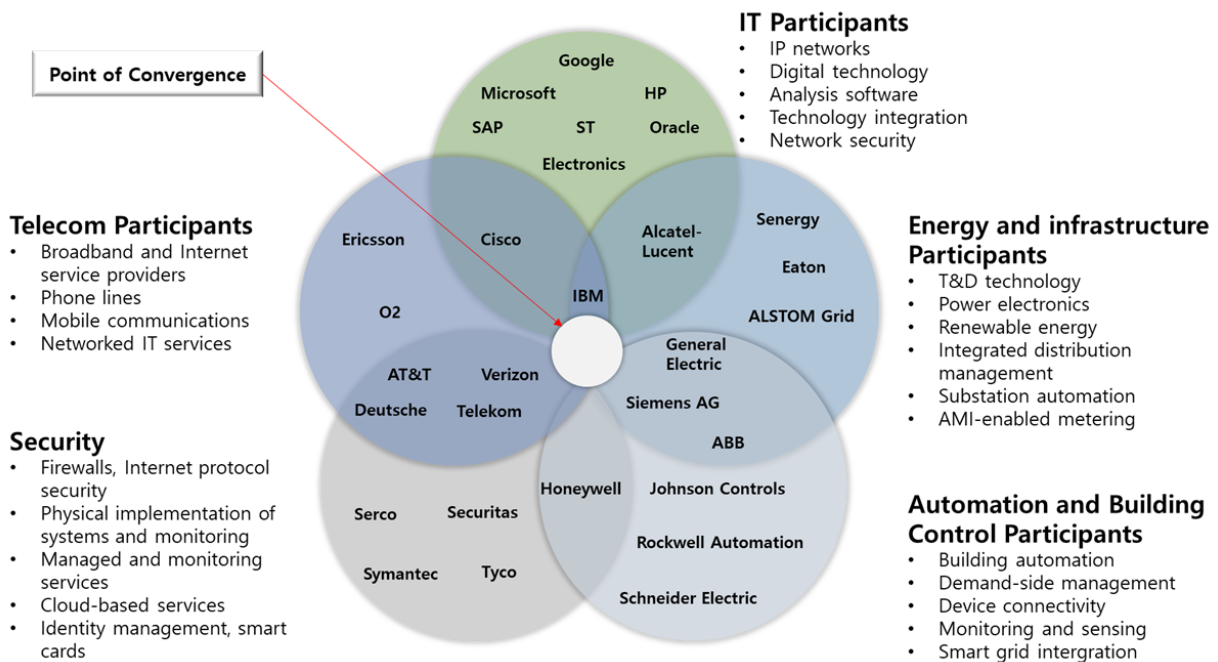 Point of Convergence
IT Participants
• IP networks
• Digital technology
• Analysis software
• Technology integration
• Network security
Google
Microsoft
HP
SAP
ST
Oracle
Electronics
Telecom Participants
• Broadband and Internet
service providers
• Phone lines
• Mobile communications
• Networked IT services
Ericsson
Cisco
Alcatel-
Lucent
Senergy
Eaton
O2
IBM
ALSTOM Grid
Energy and infrastructure
Participants
• T&D technology
• Power electronics
• Renewable energy
• Integrated distribution
management
• Substation automation
• AMI-enabled metering
AT&T
Verizon
Deutsche
Telekom
General
Electric
Siemens AG
ABB
Security
• Firewalls, Internet protocol
security
• Physical implementation of
systems and monitoring
• Managed and monitoring
services
• Cloud-based services
• Identity management, smart
cards
Serco
Securitas
Symantec
Tyco
Honeywell
Johnson Controls
Rockwell Automation
Schneider Electric
Automation and Building
Control Participants
• Building automation
• Demand-side management
• Device connectivity
• Monitoring and sensing
• Smart grid intergration